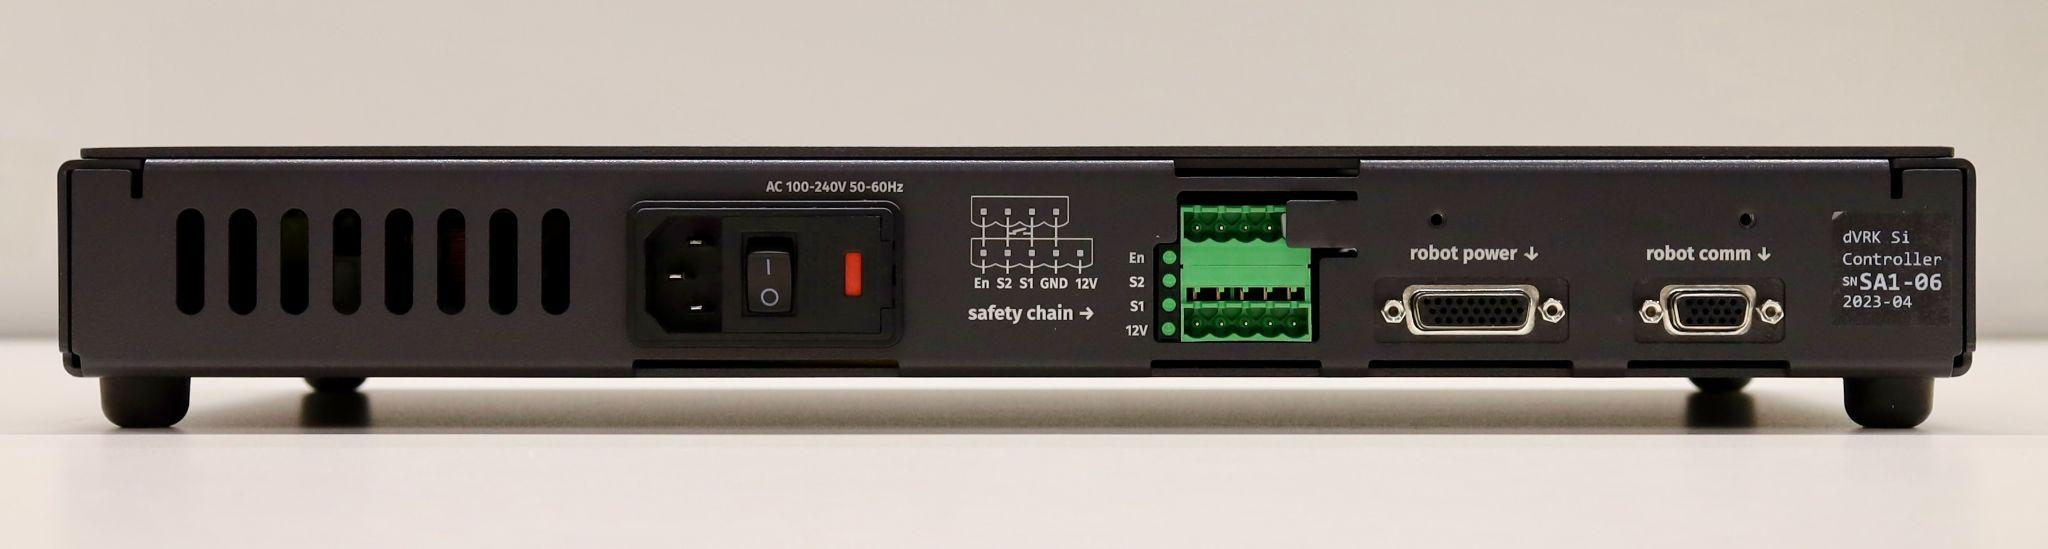 AC 100-240V 50-60Hz
En S2 S1 GND 12V
safety chain →
En
S2
S1
12V
robot power ↓
robot comm ↓
dVRK Si
Controller
SN SA1-06
2023-04